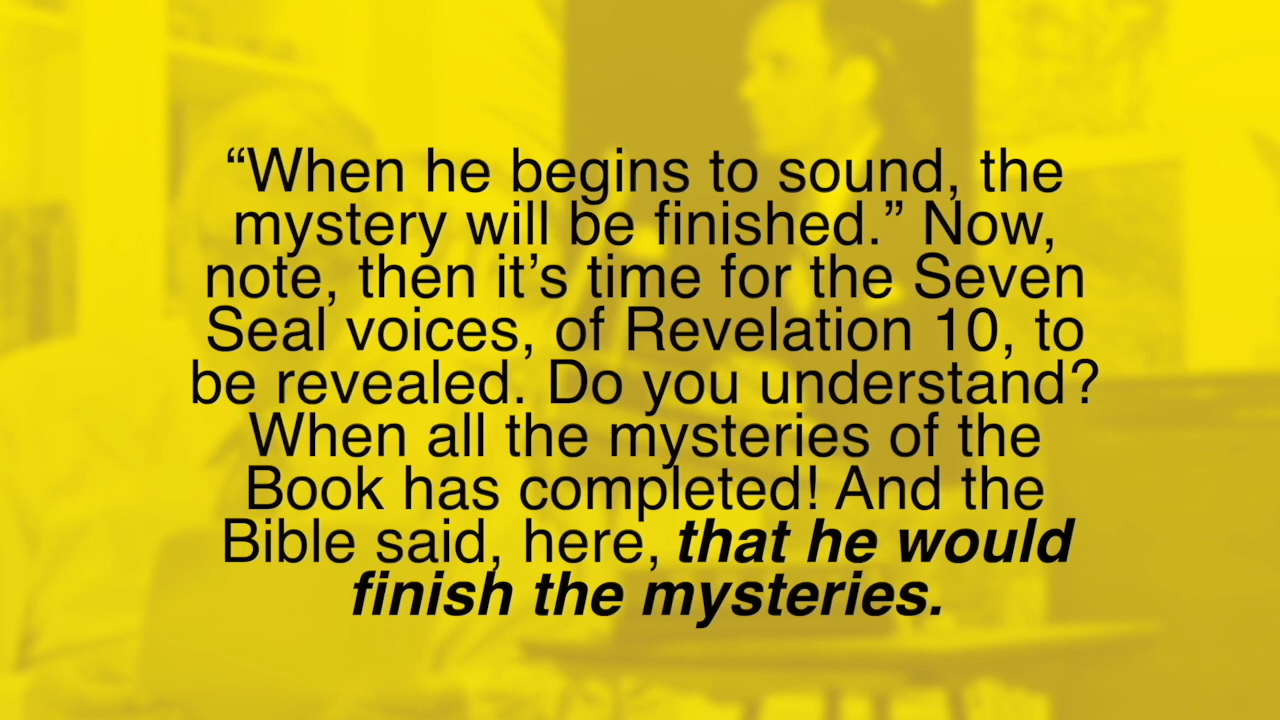 “When he begins to sound, the
mystery will be finished.” Now,
note, then it’s time for the Seven
Seal voices, of Revelation 10, to
be revealed. Do you understand?
When all the mysteries of the
Book has completed! And the
Bible said, here, that he would
finish the mysteries.